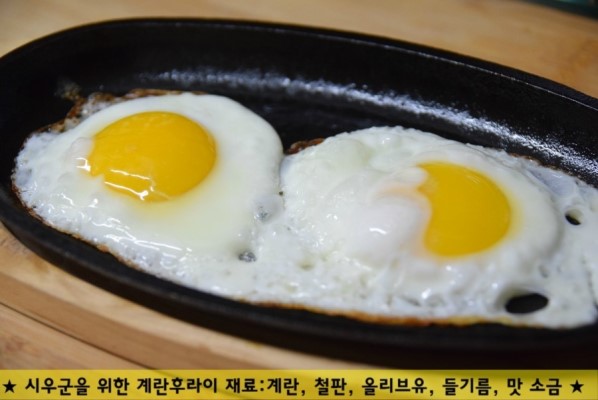 ★ 시우군을 위한 계란후라이 재료:계란, 철판, 올리브유, 들기름, 맛 소금 ★